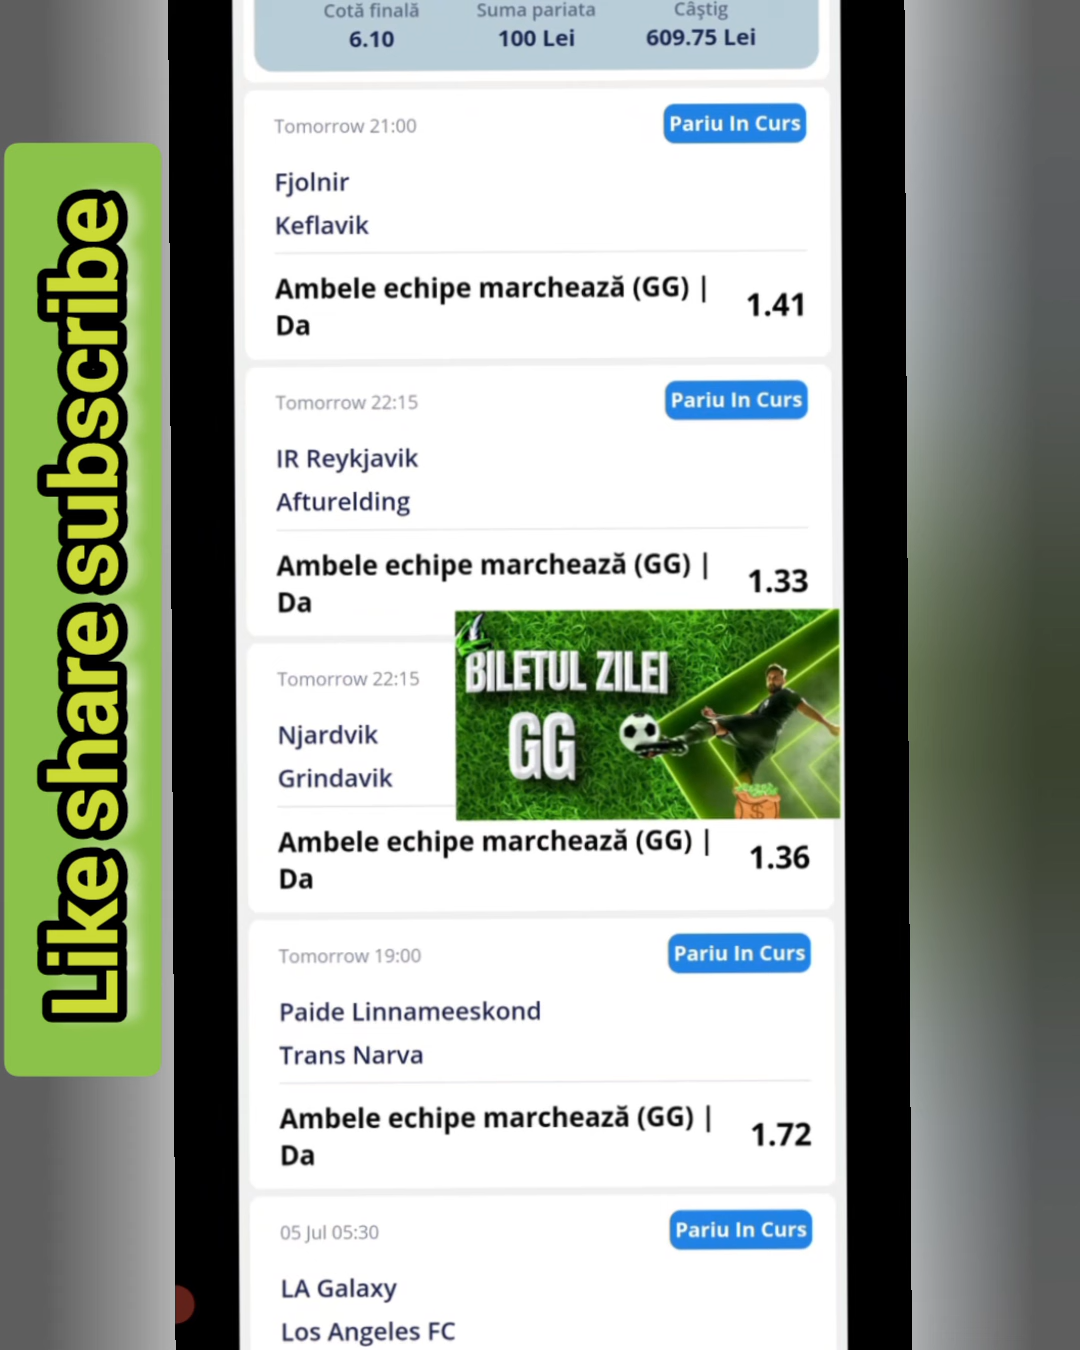 Like share subscribe
Cotă finală Suma pariata Câștig
6.10 100 Lei 609.75 Lei
Tomorrow 21:00 Pariu In Curs
Fjolnir
Keflavik
Ambele echipe marchează (GG) |
Da 1.41
Tomorrow 22:15 Pariu In Curs
IR Reykjavik
Afturelding
Ambele echipe marchează (GG) |
Da 1.33
BILETUL ZILEI
GG
Tomorrow 22:15
Njardvik
Grindavik
Ambele echipe marchează (GG) |
Da 1.36
Tomorrow 19:00 Pariu In Curs
Paide Linnameeskond
Trans Narva
Ambele echipe marchează (GG) |
Da 1.72
05 Jul 05:30 Pariu In Curs
LA Galaxy
Los Angeles FC